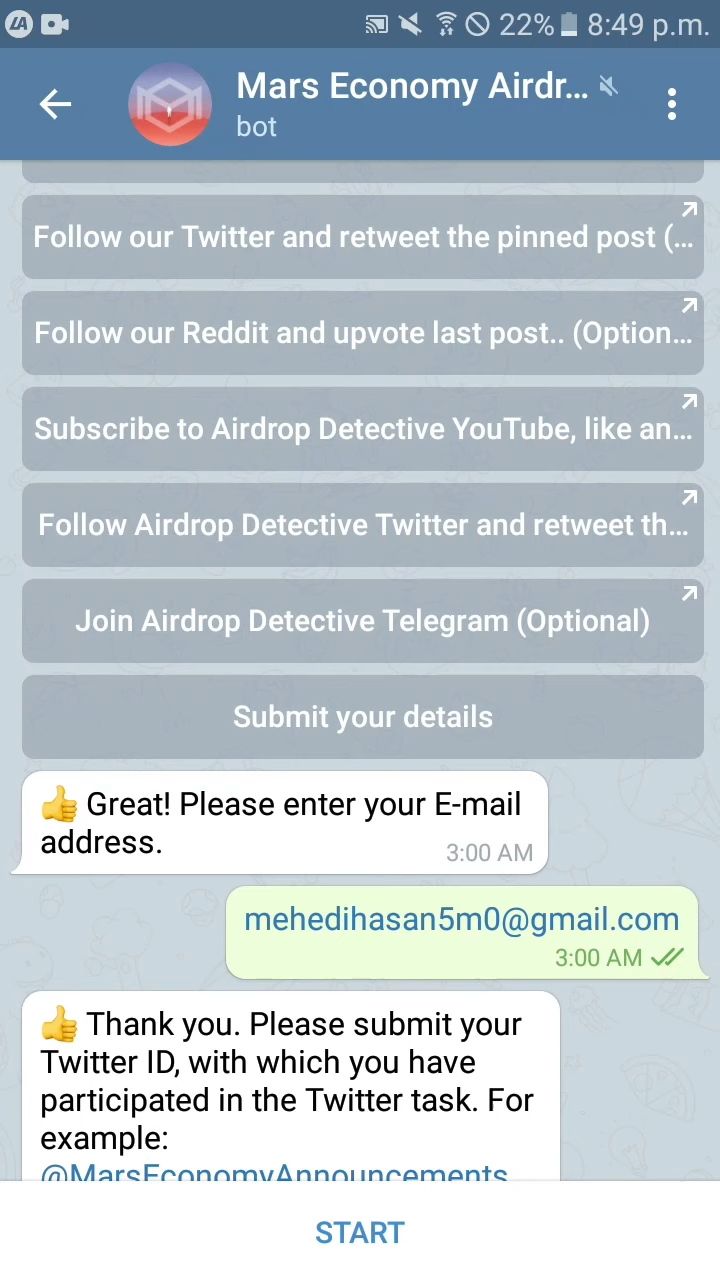 LA
22% 8:49 p.m.
Mars Economy Airdr...
bot
Follow our Twitter and retweet the pinned post (...
Follow our Reddit and upvote last post.. (Option...
Subscribe to Airdrop Detective YouTube, like an...
Follow Airdrop Detective Twitter and retweet th...
Join Airdrop Detective Telegram (Optional)
Submit your details
👍 Great! Please enter your E-mail
address.
3:00 AM
mehedihasan5m0@gmail.com
3:00 AM
👍 Thank you. Please submit your
Twitter ID, with which you have
participated in the Twitter task. For
example:
@MarsEconomyAnnouncements
START